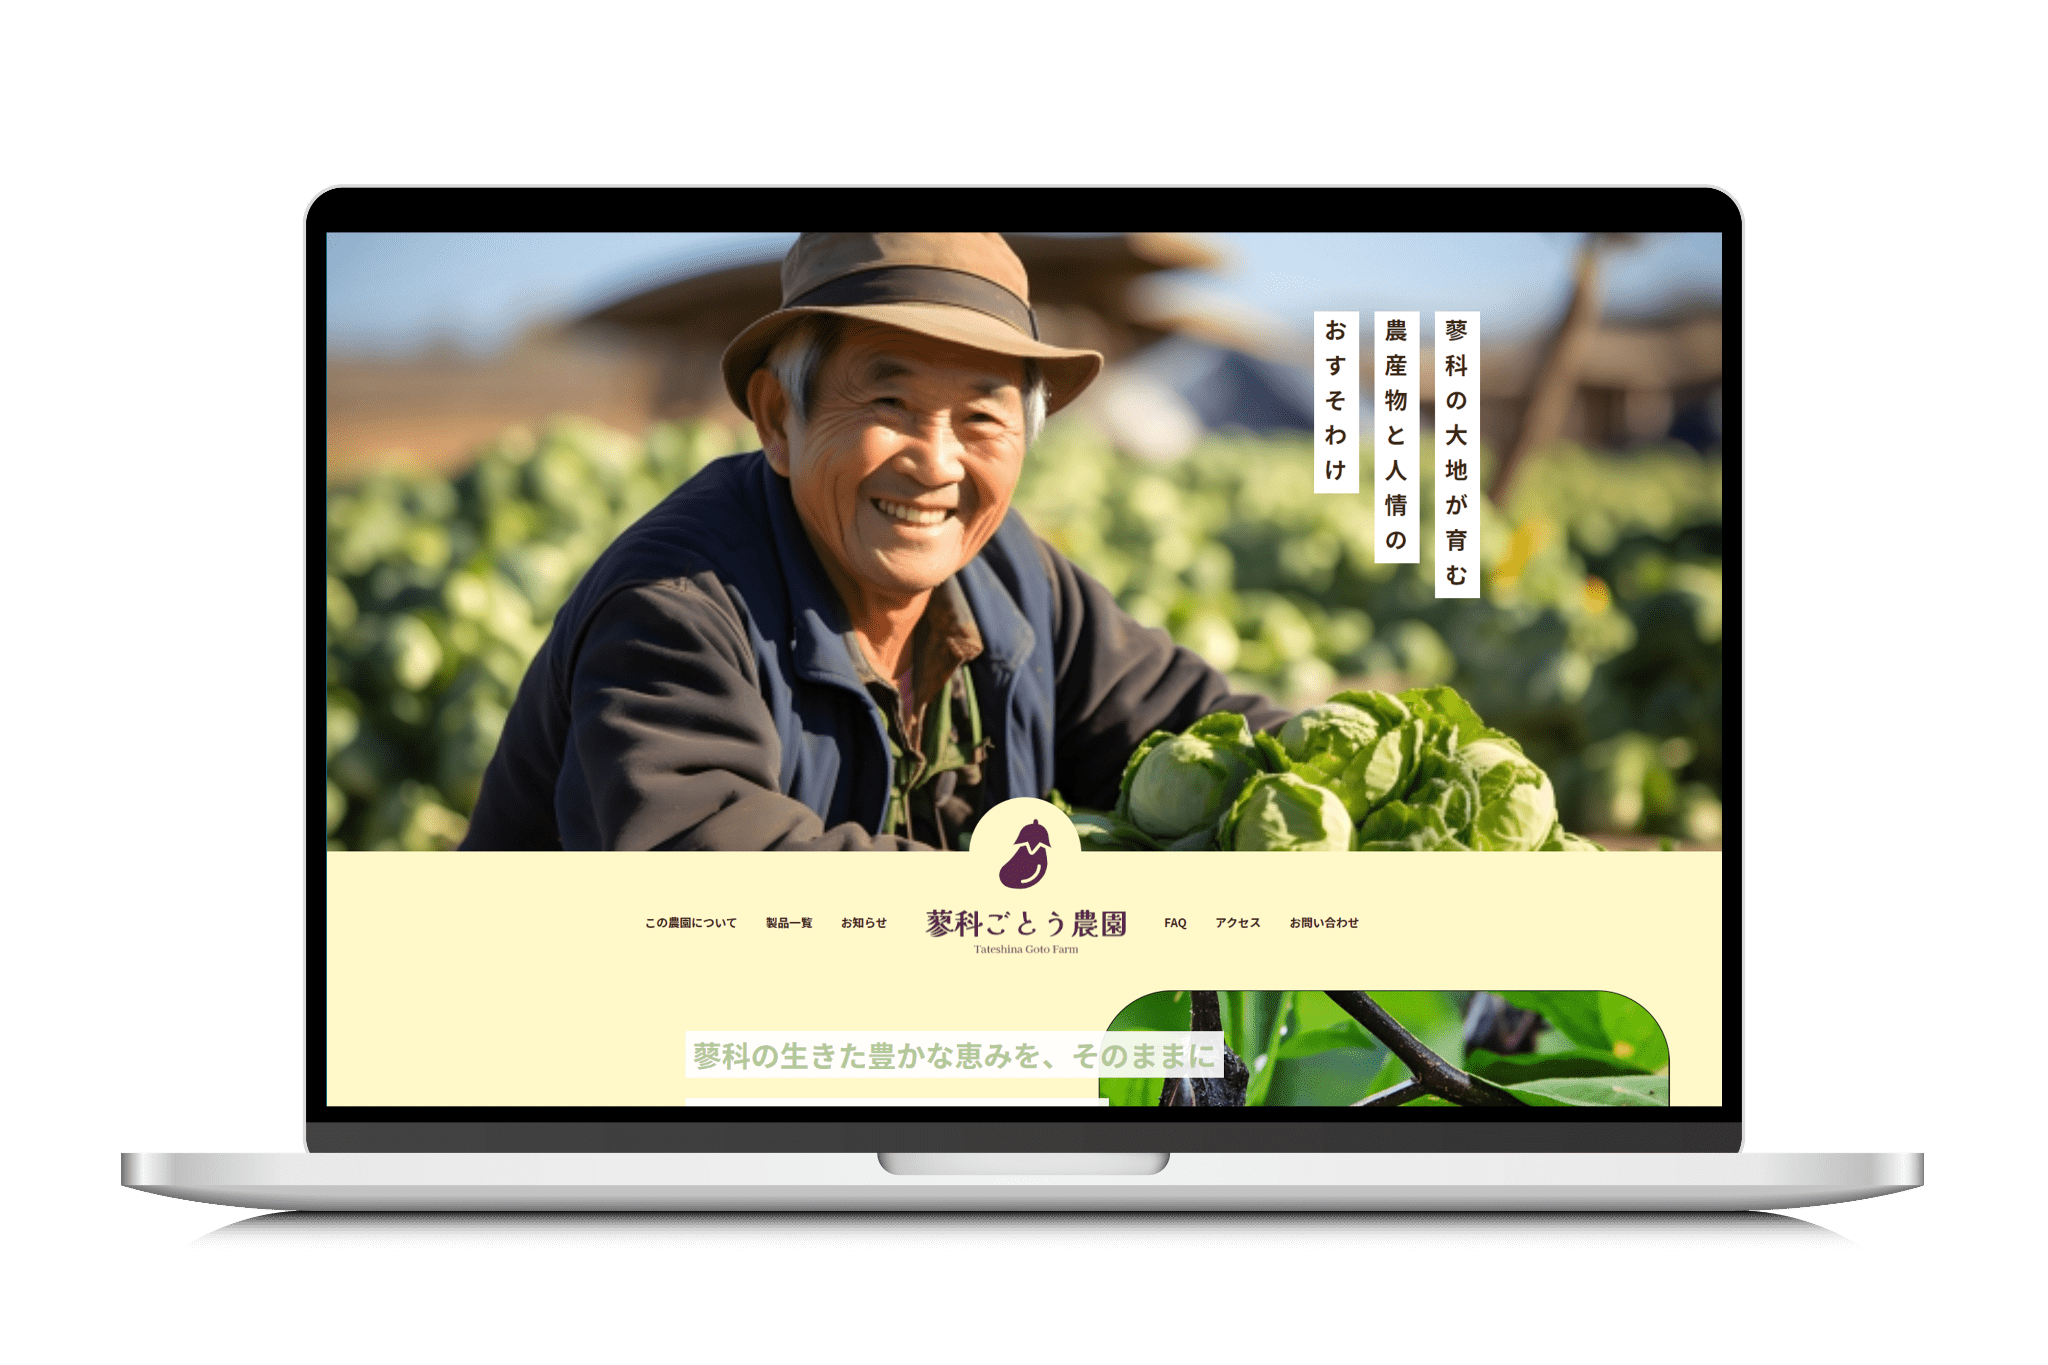 蓼科の大地が育む
農産物と人情の
おすそわけ
この農園について
製品一覧
お知らせ
蓼科ごとう農園
Tateshina Goto Farm
FAQ
アクセス
お問い合わせ
蓼科の生きた豊かな恵みを、そのままに